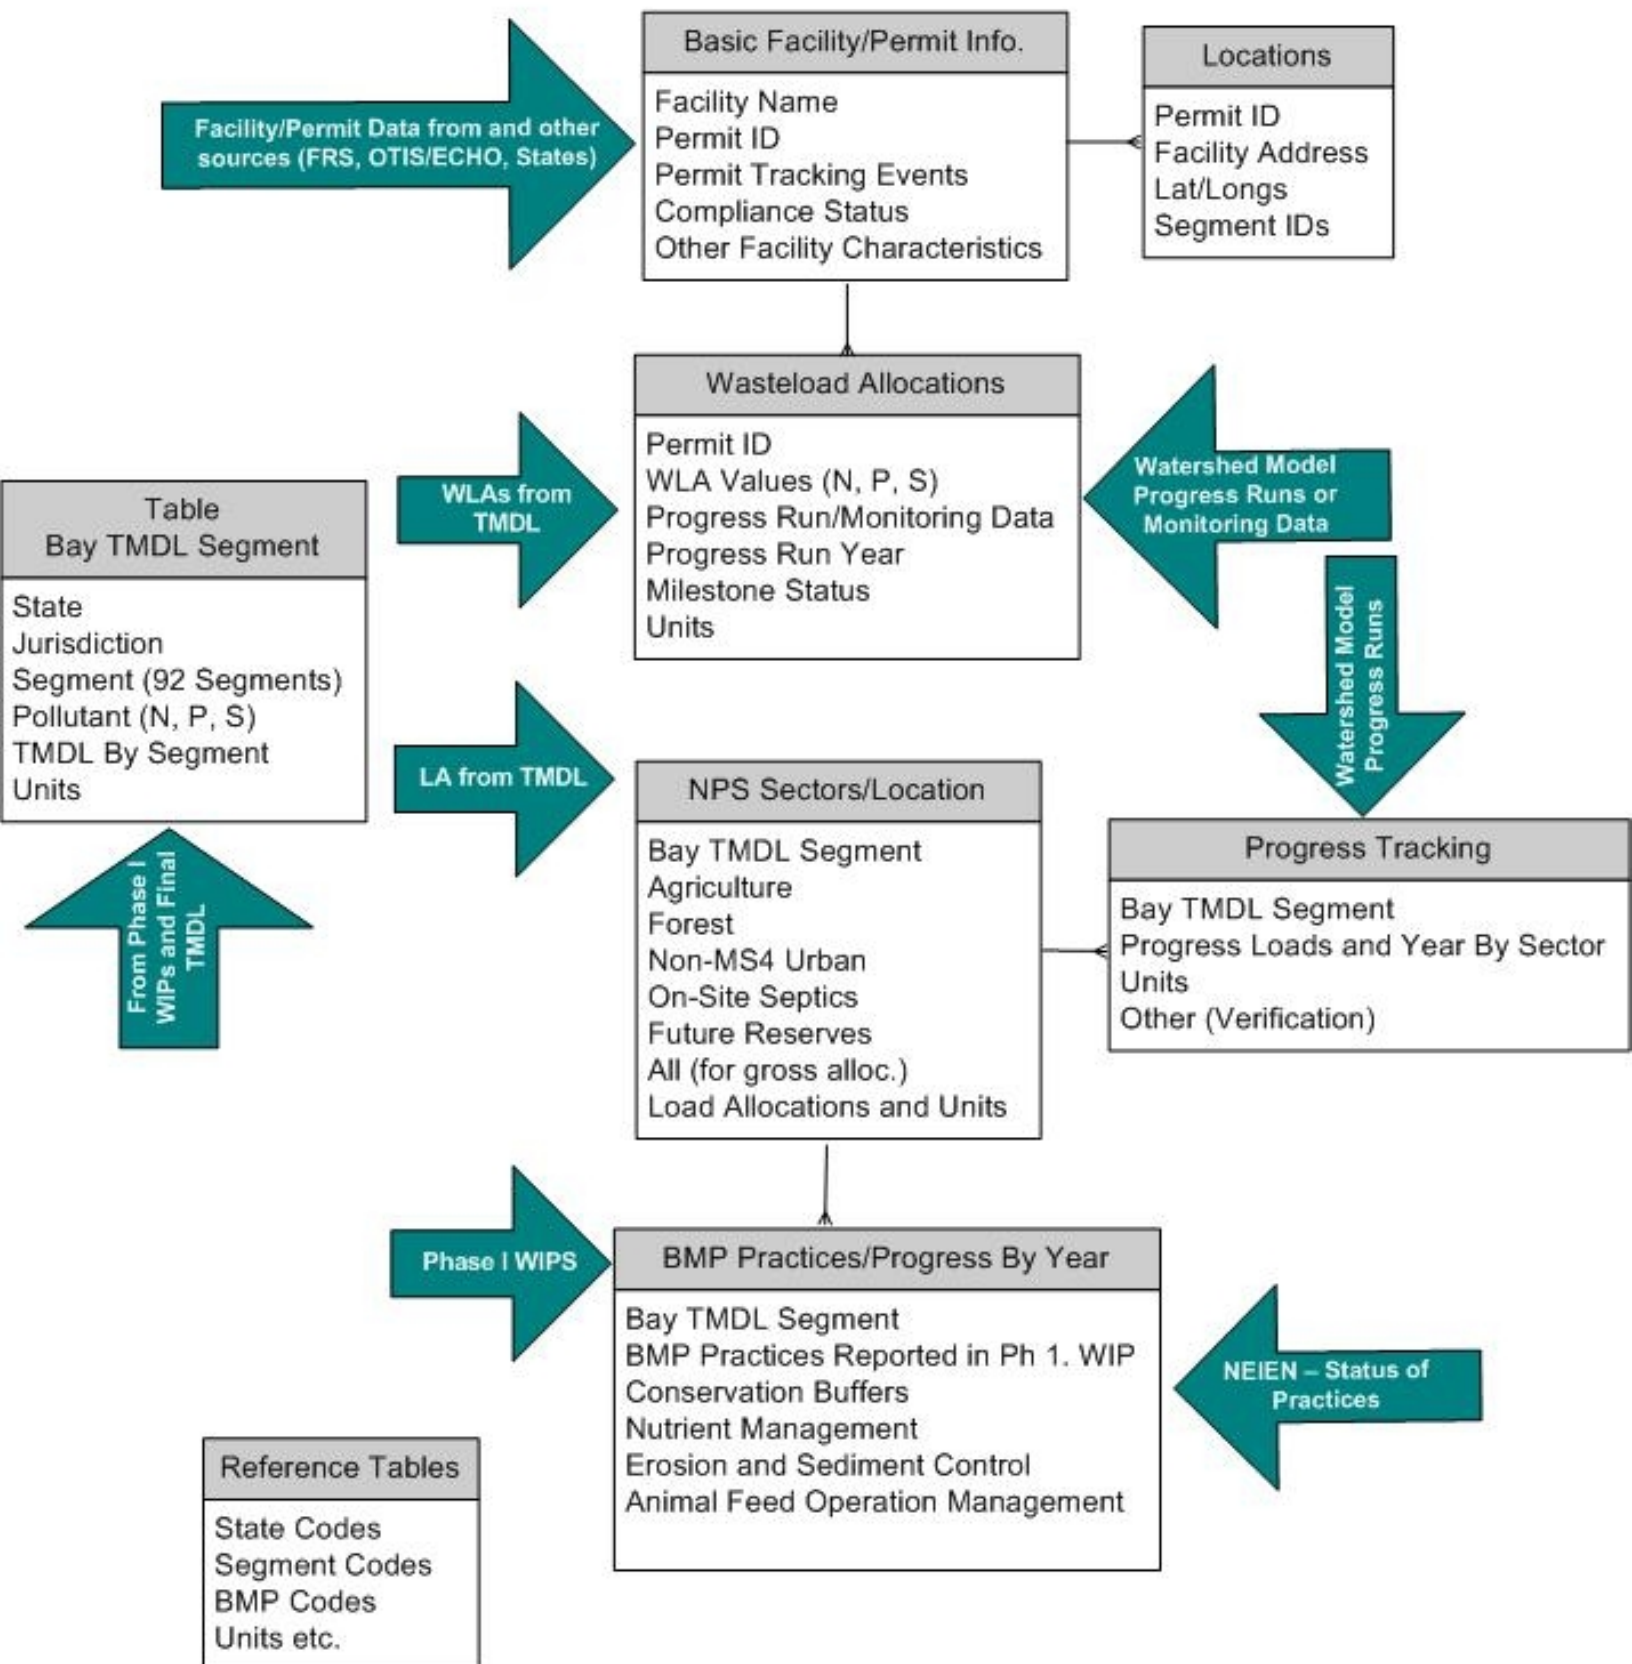 Basic Facility/Permit Info.
Facility Name
Permit ID
Permit Tracking Events
Compliance Status
Other Facility Characteristics
Locations
Permit ID
Facility Address
Lat/Longs
Segment IDs
Facility/Permit Data from and other
sources (FRS, OTIS/ECHO, States)
Wasteload Allocations
Permit ID
WLA Values (N, P, S)
Progress Run/Monitoring Data
Progress Run Year
Milestone Status
Units
WLAs from
TMDL
Watershed Model
Progress Runs or
Monitoring Data
Table
Bay TMDL Segment
State
Jurisdiction
Segment (92 Segments)
Pollutant (N, P, S)
TMDL By Segment
Units
Watershed Model
Progress Runs
LA from TMDL
NPS Sectors/Location
Bay TMDL Segment
Agriculture
Forest
Non-MS4 Urban
On-Site Septics
Future Reserves
All (for gross alloc.)
Load Allocations and Units
Progress Tracking
Bay TMDL Segment
Progress Loads and Year By Sector
Units
Other (Verification)
From Phase I
WIPs and Final
TMDL
Phase I WIPS
BMP Practices/Progress By Year
Bay TMDL Segment
BMP Practices Reported in Ph 1. WIP
Conservation Buffers
Nutrient Management
Erosion and Sediment Control
Animal Feed Operation Management
NEIEN – Status of
Practices
Reference Tables
State Codes
Segment Codes
BMP Codes
Units etc.